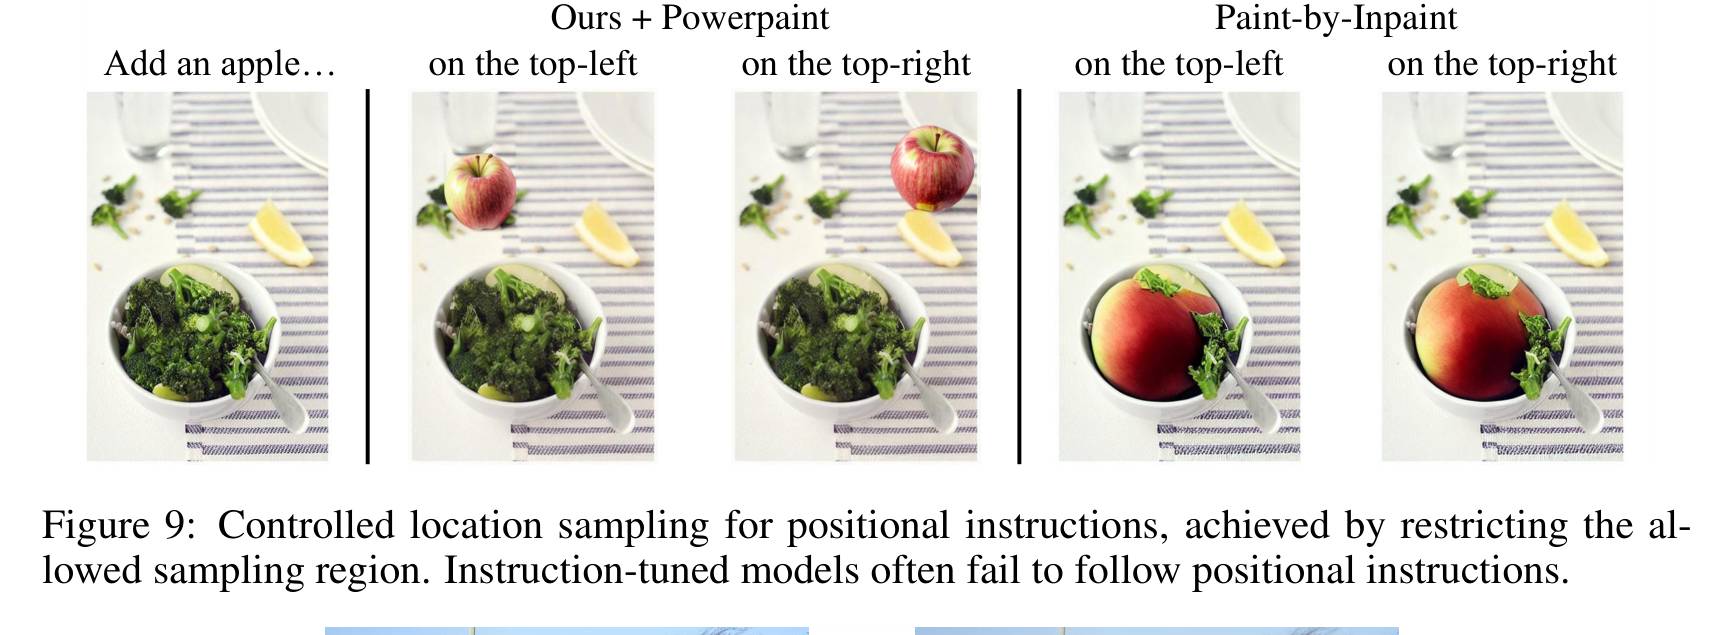 Ours + Powerpaint Paint-by-Inpaint
Add an apple… on the top-left on the top-right on the top-left on the top-right
Figure 9: Controlled location sampling for positional instructions, achieved by restricting the al-
lowed sampling region. Instruction-tuned models often fail to follow positional instructions.